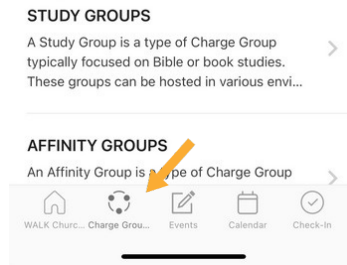 STUDY GROUPS
A Study Group is a type of Charge Group
typically focused on Bible or book studies.
These groups can be hosted in various envi...
AFFINITY GROUPS
An Affinity Group is a type of Charge Group
WALK Churc... Charge Grou... Events Calendar Check-In